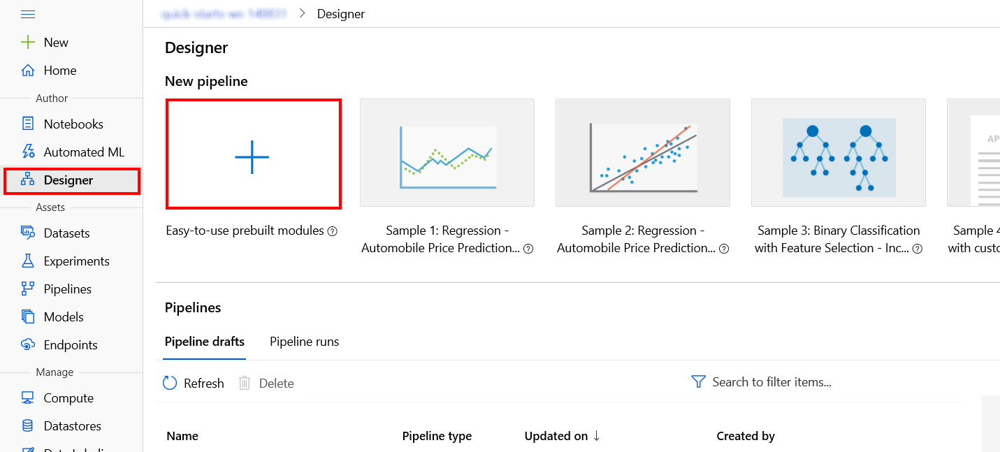 Designer
New
Home
Author
Notebooks
Automated ML
Designer
Assets
Datasets
Experiments
Pipelines
Models
Endpoints
Manage
Compute
Datastores
Designer
New pipeline
Easy-to-use prebuilt modules
Sample 1: Regression -
Automobile Price Prediction...
Sample 2: Regression -
Automobile Price Prediction...
Sample 3: Binary Classification
with Feature Selection - Inc...
Sample 4
with custo
AP
Pipelines
Pipeline drafts Pipeline runs
Refresh Delete Search to filter items...
Name Pipeline type Updated on ↓ Created by